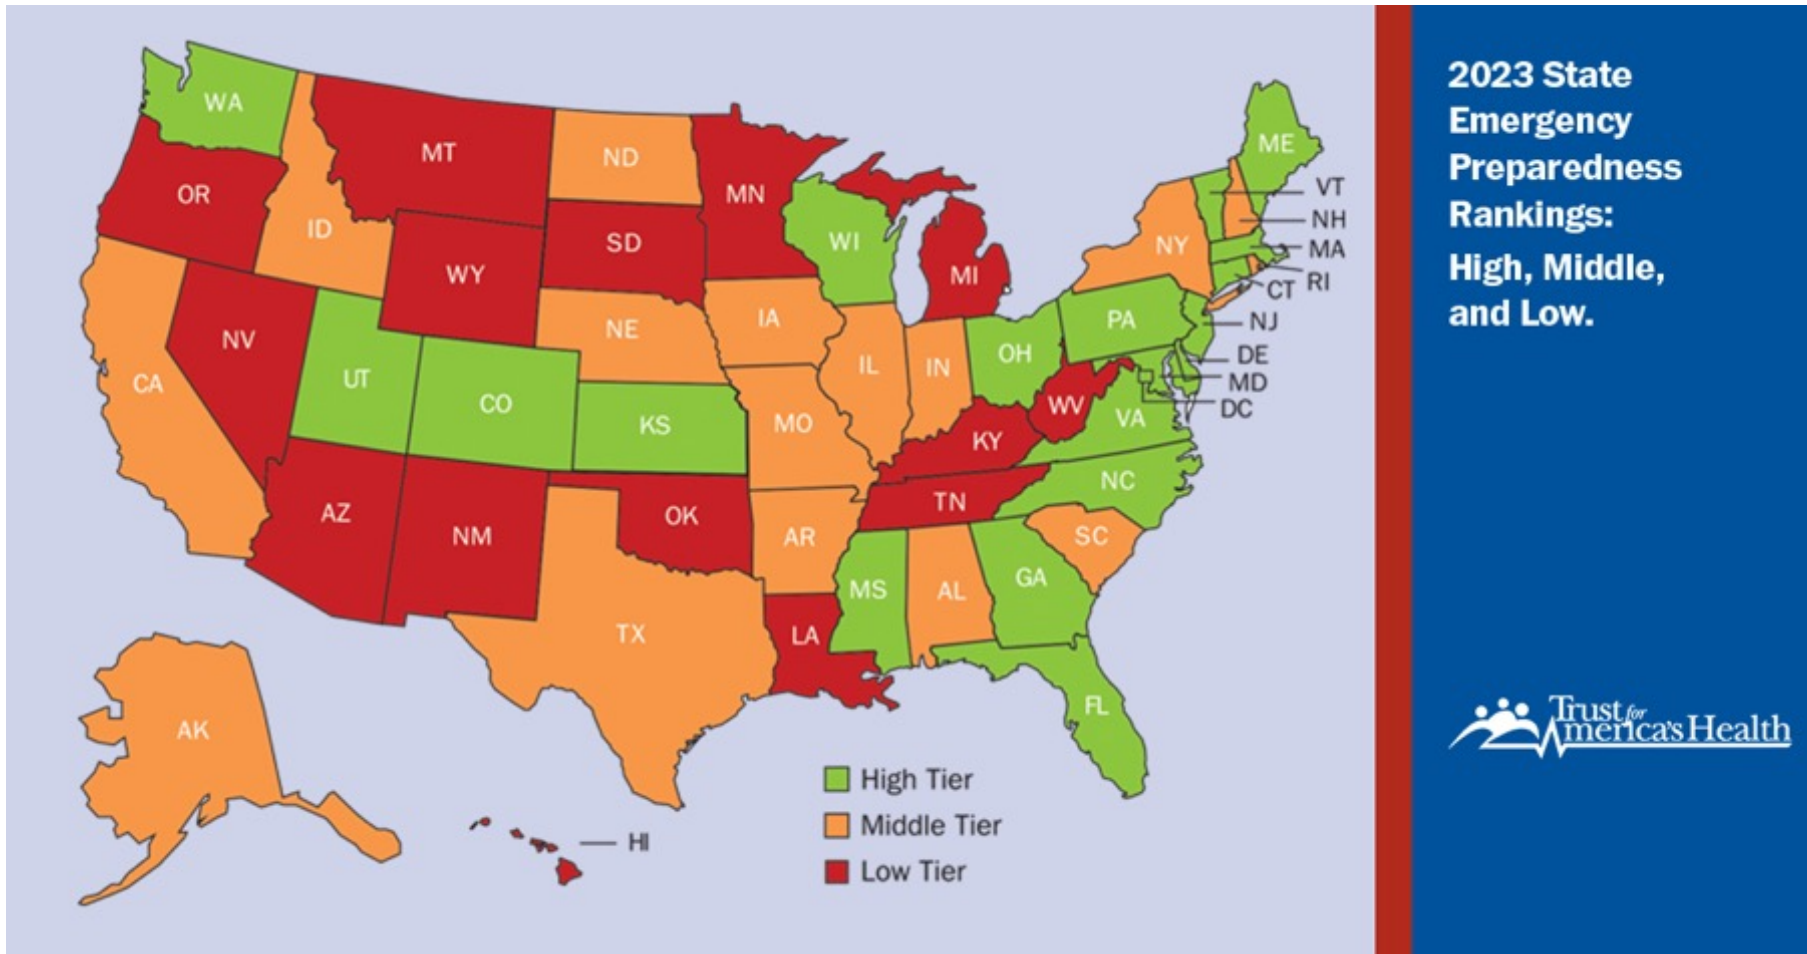 2023 State
Emergency
Preparedness
Rankings:
High, Middle,
and Low.
WA
MT
ND
MN
OR
ID
SD
WI
MI
WY
NY
ME
VT
NH
MA
RI
CT
NJ
DE
MD
DC
NV
NE
IA
PA
CA
UT
CO
KS
MO
IL
IN
OH
WV
VA
KY
NC
TN
AZ
NM
OK
AR
SC
MS
AL
GA
TX
LA
FL
AK
HI
High Tier
Middle Tier
Low Tier
Trust for
America's Health